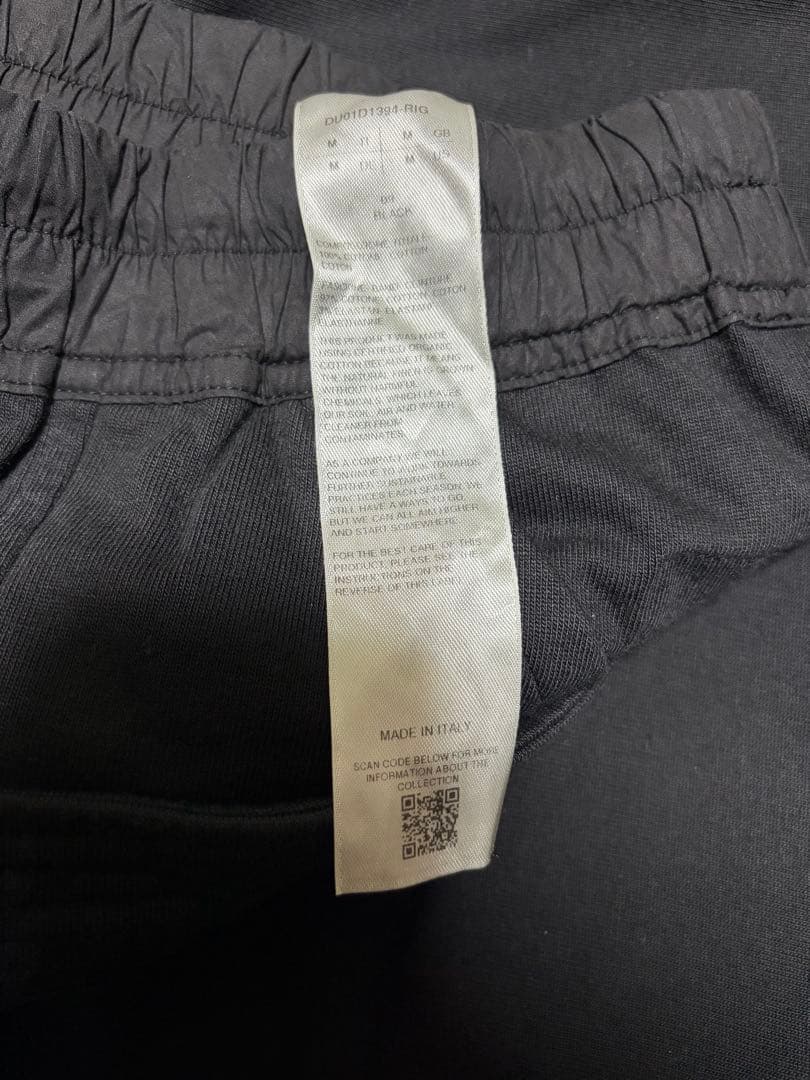 DU01D1394-RIG
M IT M GB
M DE M US
09
BLACK
COMPOSIZIONE TOTALE
100% COTONE COTTON
COTON
FASCIONE-BAND-CEINTURE
97% COTONE-COTTON-COTON
3% ELASTAN-ELASTANE
ELASTHANNE
THIS PRODUCT WAS MADE
USING CERTIFIED ORGANIC
COTTON BECAUSE IT MEANS
THE NATURAL FIBER IS GROWN
WITHOUT HARMFUL
CHEMICALS, WHICH LEAVES
OUR SOIL, AIR AND WATER
CLEANER FROM
CONTAMINATES.
AS A COMPANY WE WILL
CONTINUE TO WORK TOWARDS
FURTHER SUSTAINABLE
PRACTICES EACH SEASON, WE
STILL HAVE A WAYS TO GO,
BUT WE CAN ALL AIM HIGHER
AND START SOMEWHERE
FOR THE BEST CARE OF THIS
PRODUCT, PLEASE SEE THE
INSTRUCTIONS ON THE
REVERSE OF THIS LABEL
MADE IN ITALY
SCAN CODE BELOW FOR MORE
INFORMATION ABOUT THE
COLLECTION